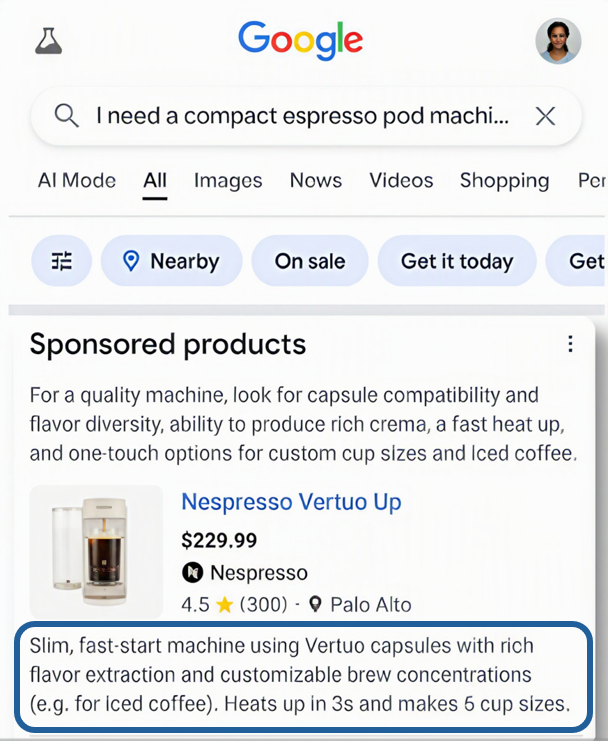 Google
I need a compact espresso pod machi...
AI Mode All Images News Videos Shopping Per
Nearby On sale Get it today Get
Sponsored products
For a quality machine, look for capsule compatibility and
flavor diversity, ability to produce rich crema, a fast heat up,
and one-touch options for custom cup sizes and Iced coffee.
Nespresso Vertuo Up
$229.99
N Nespresso
4.5 (300) · Palo Alto
Slim, fast-start machine using Vertuo capsules with rich
flavor extraction and customizable brew concentrations
(e.g. for Iced coffee). Heats up in 3s and makes 6 cup sizes.